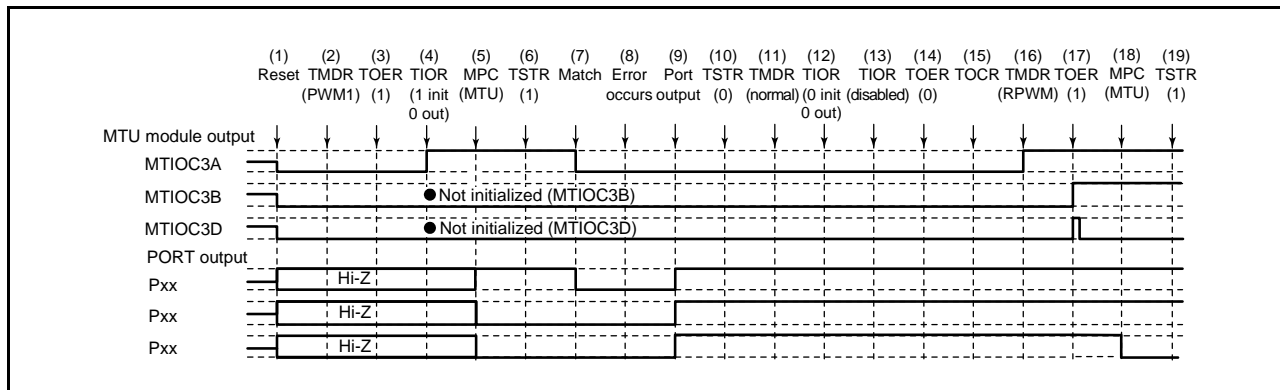 (1) (2) (3) (4) (5) (6) (7) (8) (9) (10) (11) (12) (13) (14) (15) (16) (17) (18) (19)
Reset TMDR TOER TIOR MPC TSTR Match Error Port TSTR TMDR TIOR TIOR TOER TOCR TMDR TOER MPC TSTR
(PWM1) (1) (1 init (MTU) (1) occurs output (0) (normal) (0 init (disabled) (0) (RPWM) (1) (MTU) (1)
0 out) 0 out)
MTU module output
MTIOC3A
MTIOC3B ●Not initialized (MTIOC3B)
MTIOC3D ●Not initialized (MTIOC3D)
PORT output
Pxx Hi-Z
Pxx Hi-Z
Pxx Hi-Z